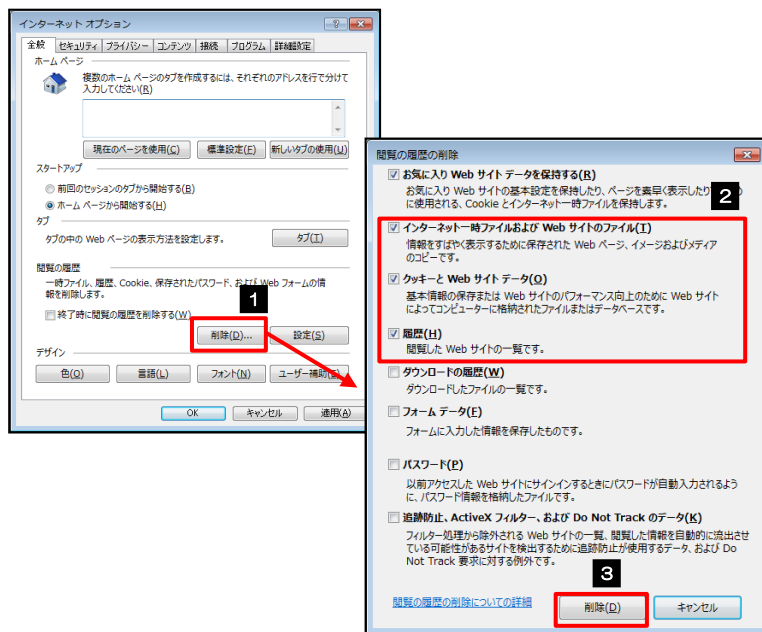 インターネット オプション
全般 セキュリティ プライバシー コンテンツ 接続 プログラム 詳細設定
ホーム ページ
複数のホーム ページのタブを作成するには、それぞれのアドレスを行で分けて
入力してください(R)
現在のページを使用(C) 標準設定(F) 新しいタブの使用(U)
スタートアップ
前回のセッションのタブから開始する(B)
ホーム ページから開始する(H)
タブ
タブの中の Web ページの表示方法を設定します。 タブ(T)
閲覧の履歴
一時ファイル、履歴、Cookie、保存されたパスワード、および Web フォームの情
報を削除します。
1
終了時に閲覧の履歴を削除する(W)
削除(D)... 設定(S)
デザイン
色(O) 言語(L) フォント(N) ユーザー補助(E)
OK キャンセル 適用(A)
閲覧の履歴の削除
お気に入り Web サイト データを保持する(R)
お気に入り Web サイトの基本設定を保持したり、ページを素早く表示したり
に使用される、Cookie とインターネット一時ファイルを保持します。
2
インターネット一時ファイルおよび Web サイトのファイル(I)
情報をすばやく表示するために保存された Web ページ、イメージおよびメディア
のコピーです。
クッキーと Web サイト データ(O)
基本情報の保存または Web サイトのパフォーマンス向上のために Web サイト
によってコンピューターに格納されたファイルまたはデータベースです。
履歴(H)
閲覧した Web サイトの一覧です。
ダウンロードの履歴(W)
ダウンロードしたファイルの一覧です。
フォーム データ(F)
フォームに入力した情報を保存したものです。
パスワード(P)
以前アクセスした Web サイトにサインインするときにパスワードが自動入力されるよう
に、パスワード情報を格納したファイルです。
追跡防止、ActiveX フィルター、および Do Not Track のデータ(K)
フィルター処理から除外される Web サイトの一覧、閲覧した情報を自動的に流出させ
ている可能性があるサイトを検出するために追跡防止が使用するデータ、および Do
Not Track 要求に対する例外です。
3
閲覧の履歴の削除についての詳細 削除(D) キャンセル